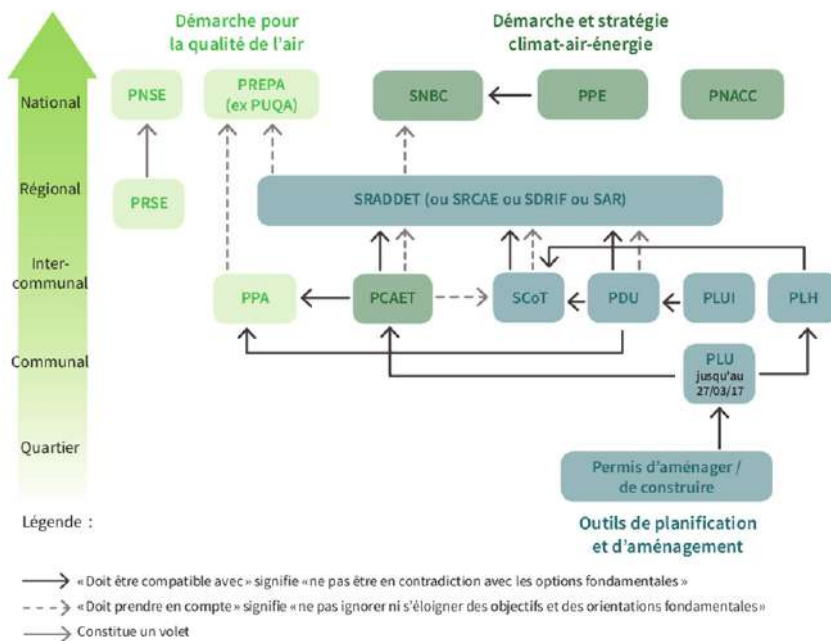 Démarche pour
la qualité de l'air
Démarche et stratégie
climat-air-énergie
National
PNSE
PREPA
(ex PUQA)
SNBC
PPE
PNACC
Régional
PRSE
SRADDET (ou SRCAE ou SDRIF ou SAR)
Inter-
communal
PPA
PCAET
SCoT
PDU
PLUI
PLH
Communal
PLU
jusqu'au
27/03/17
Quartier
Permis d'aménager /
de construire
Légende :
Outils de planification
et d'aménagement
« Doit être compatible avec » signifie « ne pas être en contradiction avec les options fondamentales »
« Doit prendre en compte » signifie « ne pas ignorer ni s'éloigner des objectifs et des orientations fondamentales »
Constitue un volet